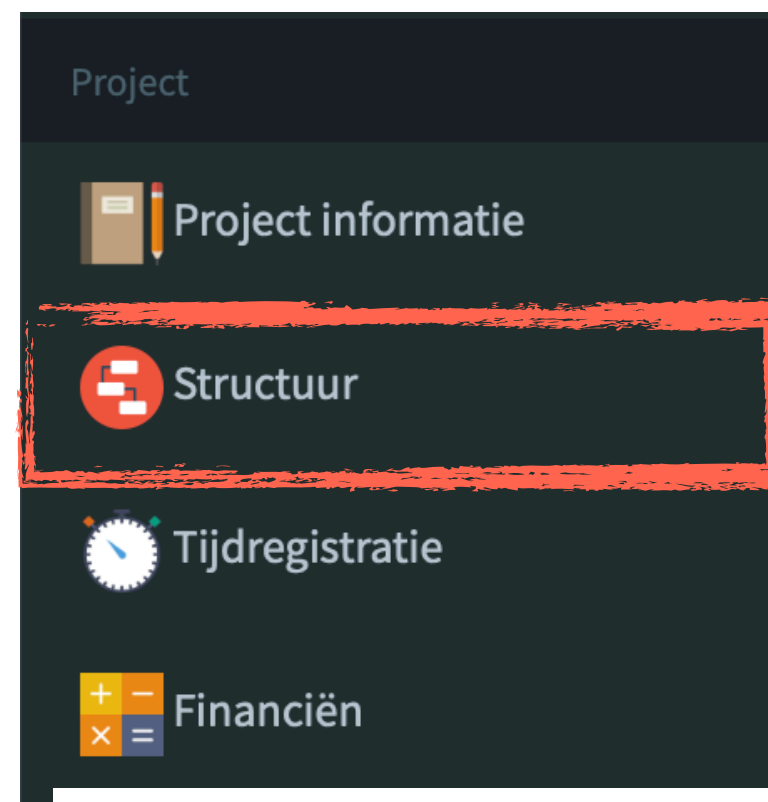 Project
Project informatie
Structuur
Tijdregistratie
Financiën